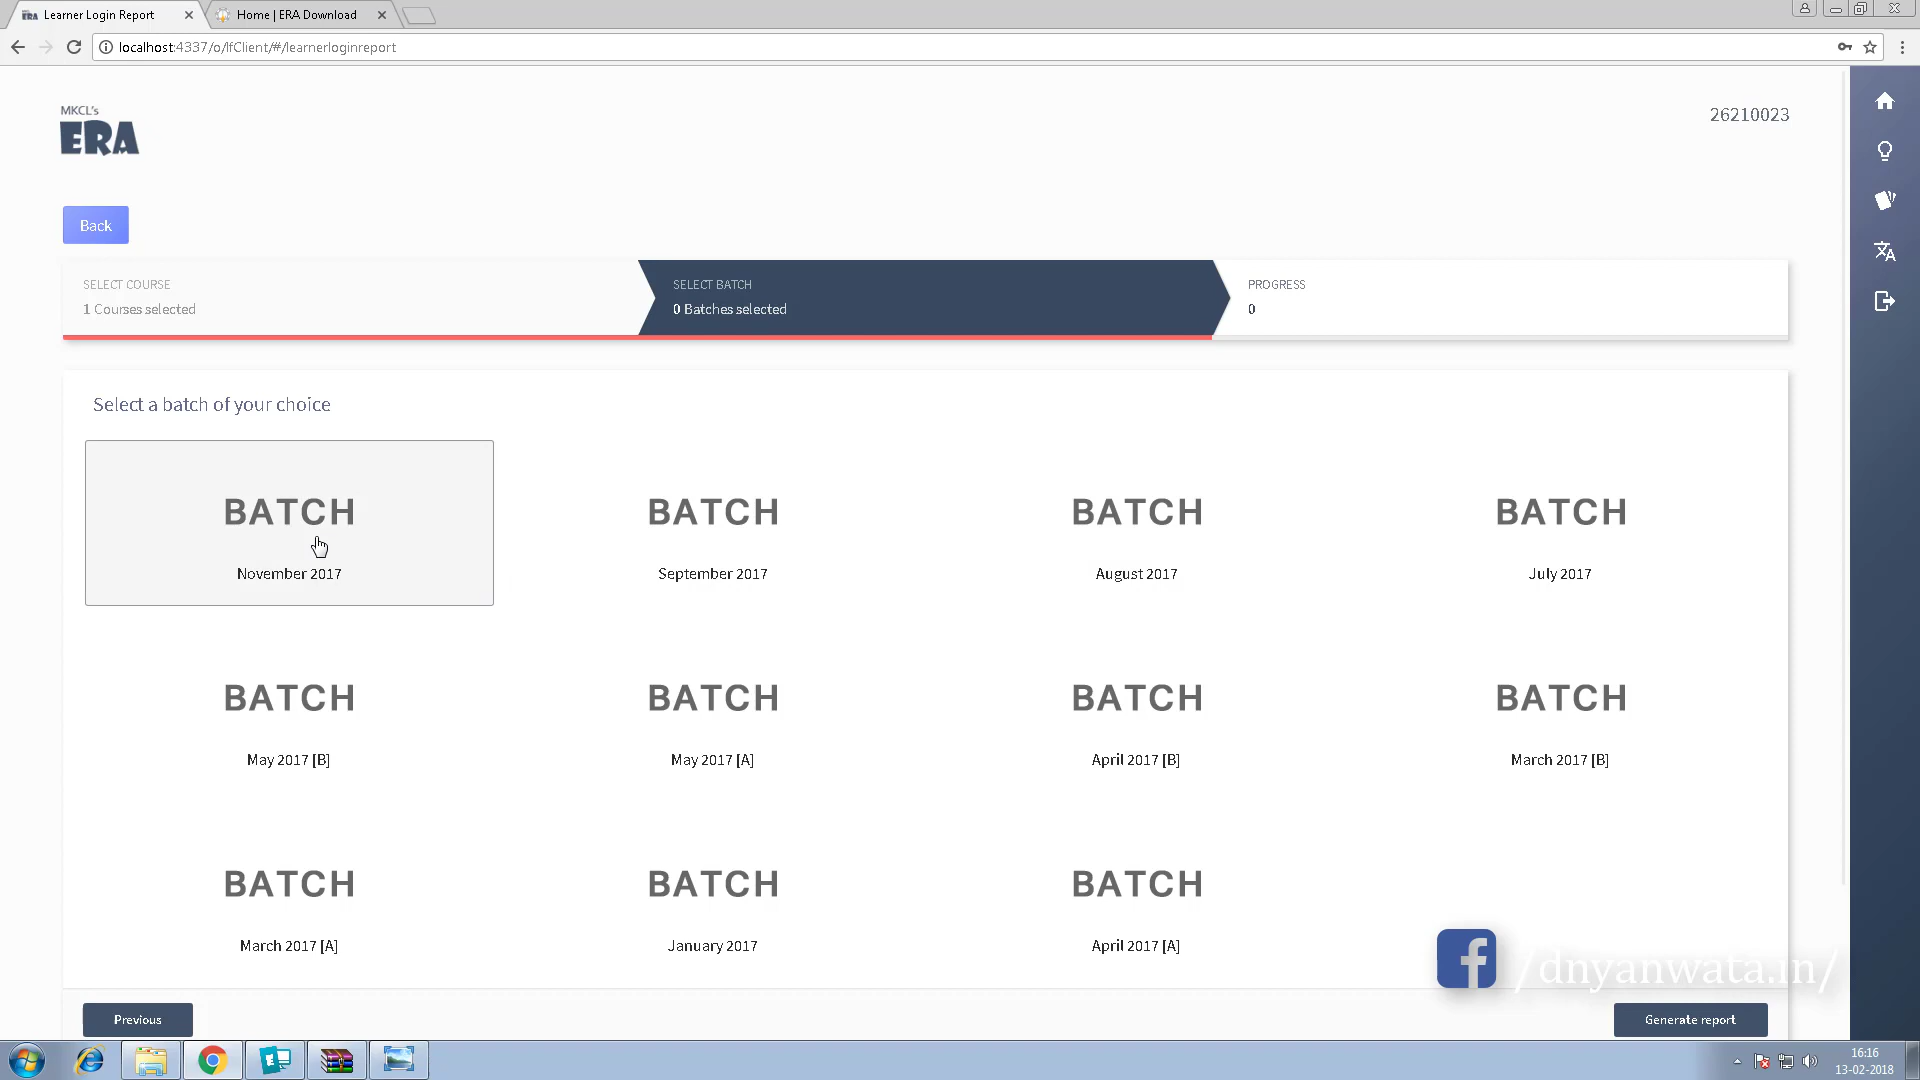 Learner Login Report
Home | ERA Download
localhost:4337/o/lfClient/#/learnerloginreport
MKCL's
ERA
26210023
Back
SELECT COURSE
1 Courses selected
SELECT BATCH
0 Batches selected
PROGRESS
0
Select a batch of your choice
BATCH
November 2017
BATCH
September 2017
BATCH
August 2017
BATCH
July 2017
BATCH
May 2017 [B]
BATCH
May 2017 [A]
BATCH
April 2017 [B]
BATCH
March 2017 [B]
BATCH
March 2017 [A]
BATCH
January 2017
BATCH
April 2017 [A]
/dnyanwata.in/
Previous
Generate report
16:16
13-02-2018